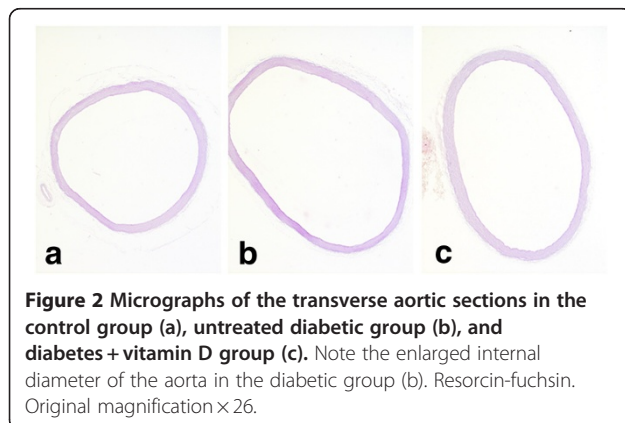 a
b
c
Figure 2 Micrographs of the transverse aortic sections in the
control group (a), untreated diabetic group (b), and
diabetes + vitamin D group (c). Note the enlarged internal
diameter of the aorta in the diabetic group (b). Resorcin-fuchsin.
Original magnification × 26.